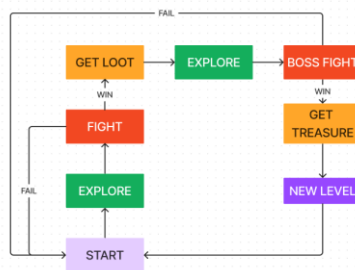 FAIL
GET LOOT
EXPLORE
BOSS FIGHT
WIN
WIN
FIGHT
GET
TREASURE
FAIL
EXPLORE
NEW LEVEL
START